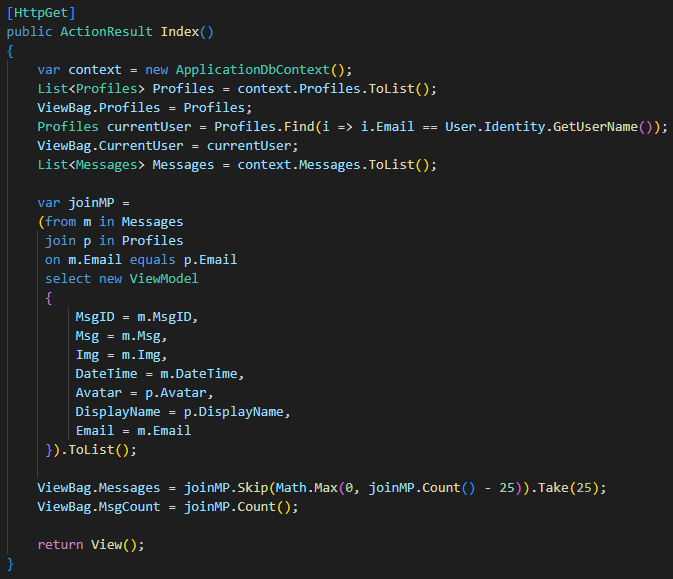 [HttpGet]
public ActionResult Index()
{
    var context = new ApplicationDbContext();
    List<Profiles> Profiles = context.Profiles.ToList();
    ViewBag.Profiles = Profiles;
    Profiles currentUser = Profiles.Find(i => i.Email == User.Identity.GetUserName());
    ViewBag.CurrentUser = currentUser;
    List<Messages> Messages = context.Messages.ToList();

    var joinMP =
    (from m in Messages
     join p in Profiles
     on m.Email equals p.Email
     select new ViewModel
     {
         MsgID = m.MsgID,
         Msg = m.Msg,
         Img = m.Img,
         DateTime = m.DateTime,
         Avatar = p.Avatar,
         DisplayName = p.DisplayName,
         Email = m.Email
     }).ToList();

    ViewBag.Messages = joinMP.Skip(Math.Max(0, joinMP.Count() - 25)).Take(25);
    ViewBag.MsgCount = joinMP.Count();

    return View();
}